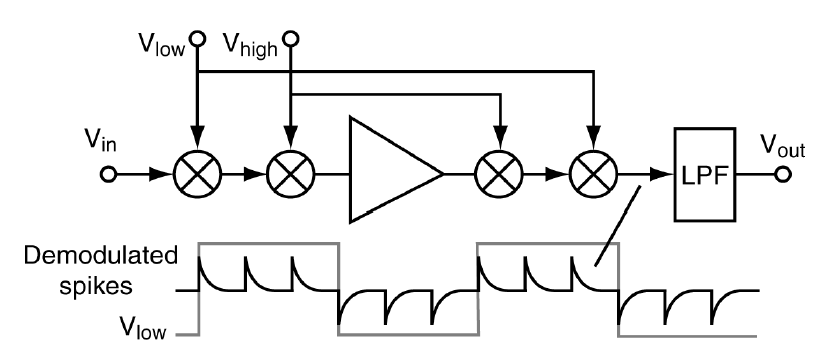 Vlow Vhigh
Vin
LPF
Vout
Demodulated
spikes
Vlow